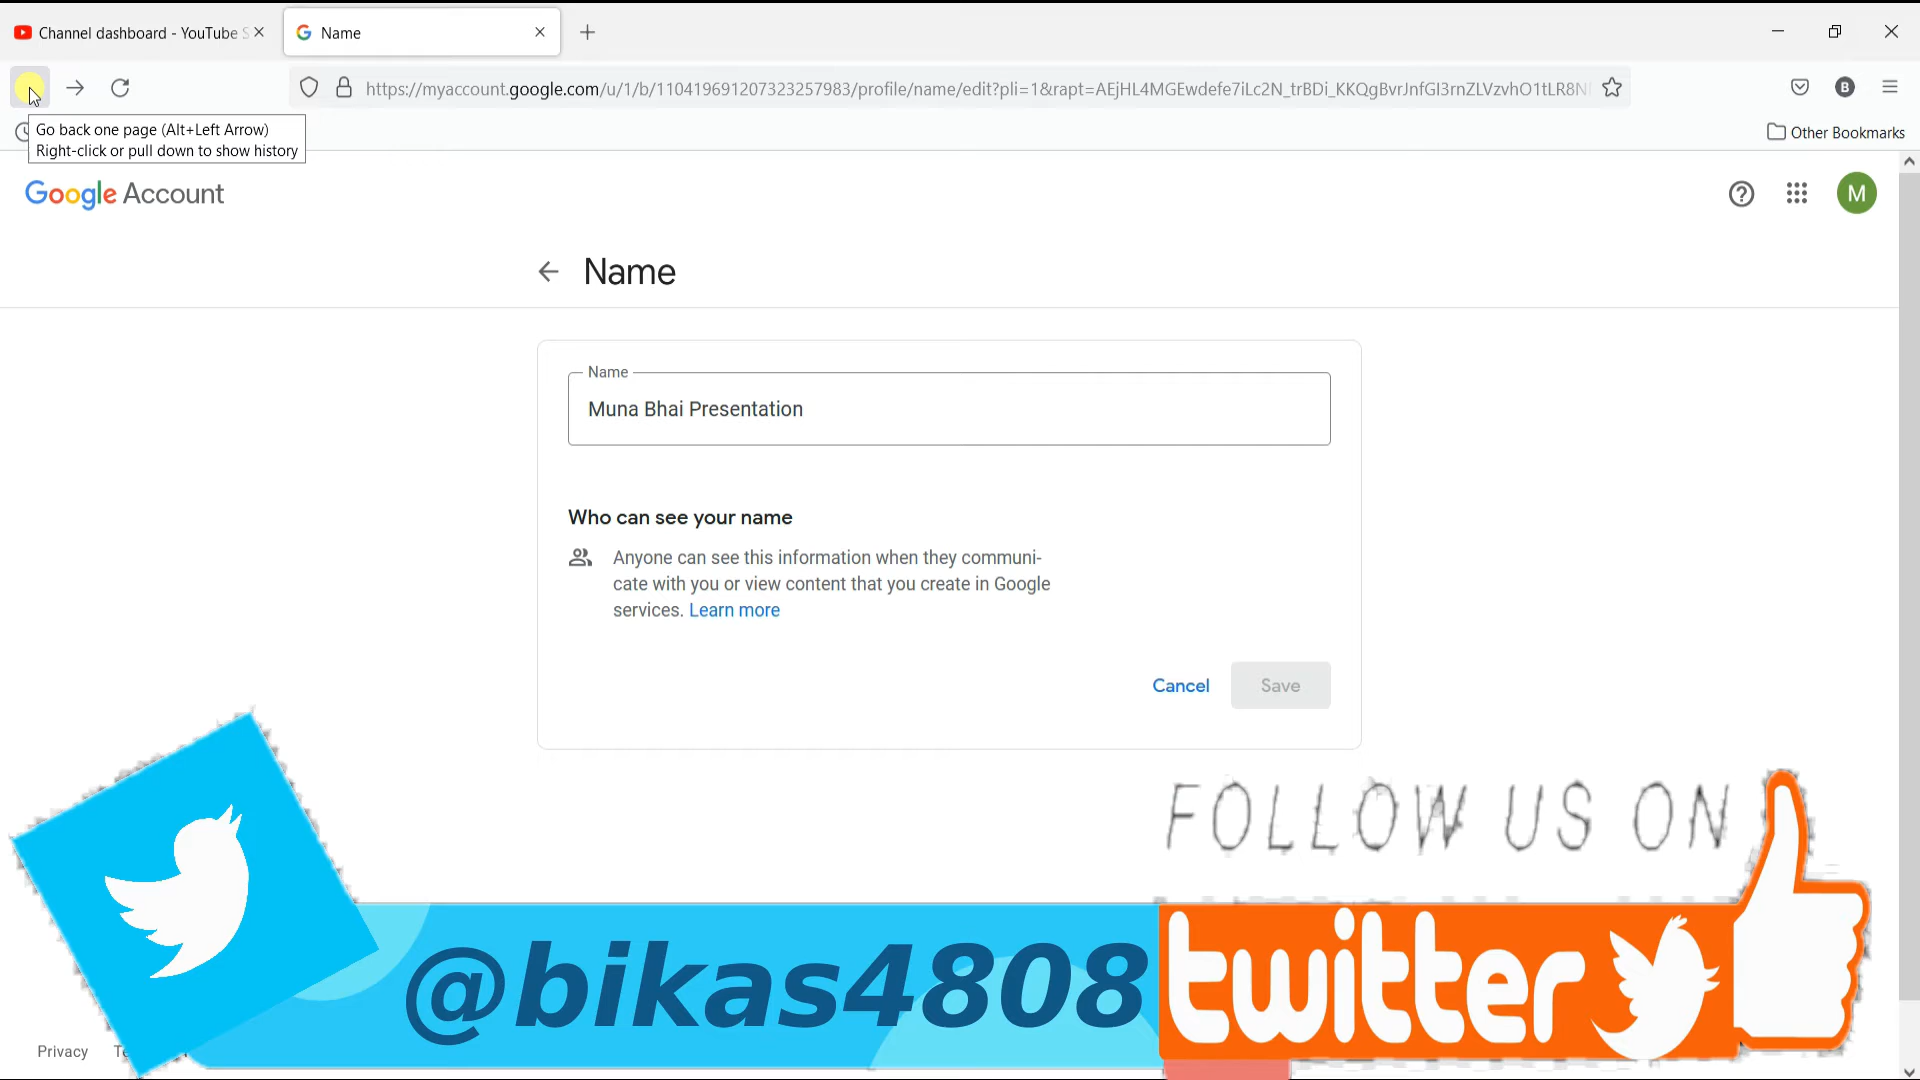 Channel dashboard - YouTube S
Name
https://myaccount.google.com/u/1/b/110419691207323257983/profile/name/edit?pli=1&rapt=AEjHL4MGEwdefe7iLc2N_trBDi_KKQgBvrJnfGI3rnZLVzvhO1tLR8N
B
Go back one page (Alt+Left Arrow)
Right-click or pull down to show history
Other Bookmarks
Google Account
M
Name
Name
Muna Bhai Presentation
Who can see your name
Anyone can see this information when they communi-
cate with you or view content that you create in Google
services. Learn more
Cancel
Save
FOLLOW US ON
@bikas4808
twitter
Privacy